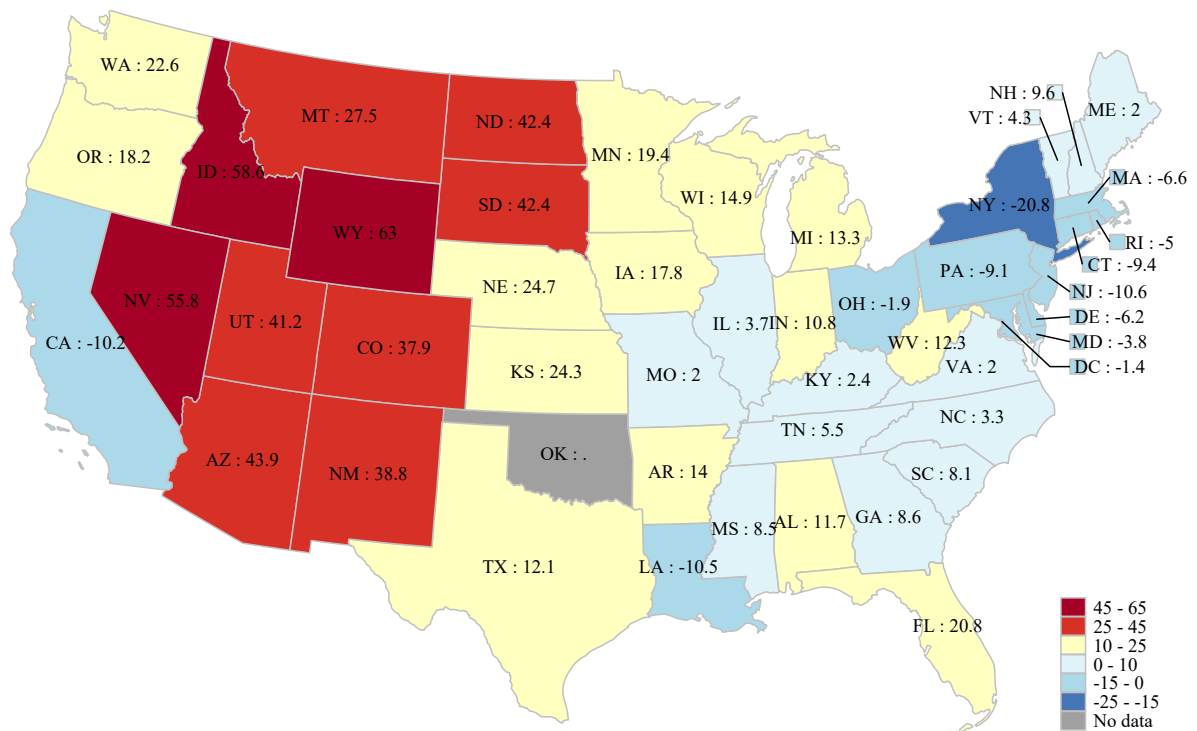 WA : 22.6
MT : 27.5
ND : 42.4
NH : 9.6
ME : 2
VT : 4.3
OR : 18.2
ID : 58.6
MN : 19.4
SD : 42.4
WI : 14.9
NY : -20.8
MA : -6.6
WY : 63
MI : 13.3
RI : -5
CT : -9.4
NV : 55.8
NE : 24.7
IA : 17.8
PA : -9.1
NJ : -10.6
OH : -1.9
DE : -6.2
UT : 41.2
IL : 3.7
IN : 10.8
CA : -10.2
CO : 37.9
WV : 12.3
MD : -3.8
VA : 2
DC : -1.4
KS : 24.3
MO : 2
KY : 2.4
NC : 3.3
TN : 5.5
AZ : 43.9
NM : 38.8
OK : .
AR : 14
SC : 8.1
MS : 8.5
AL : 11.7
GA : 8.6
TX : 12.1
LA : -10.5
FL : 20.8
45 - 65
25 - 45
10 - 25
0 - 10
-15 - 0
-25 - -15
No data